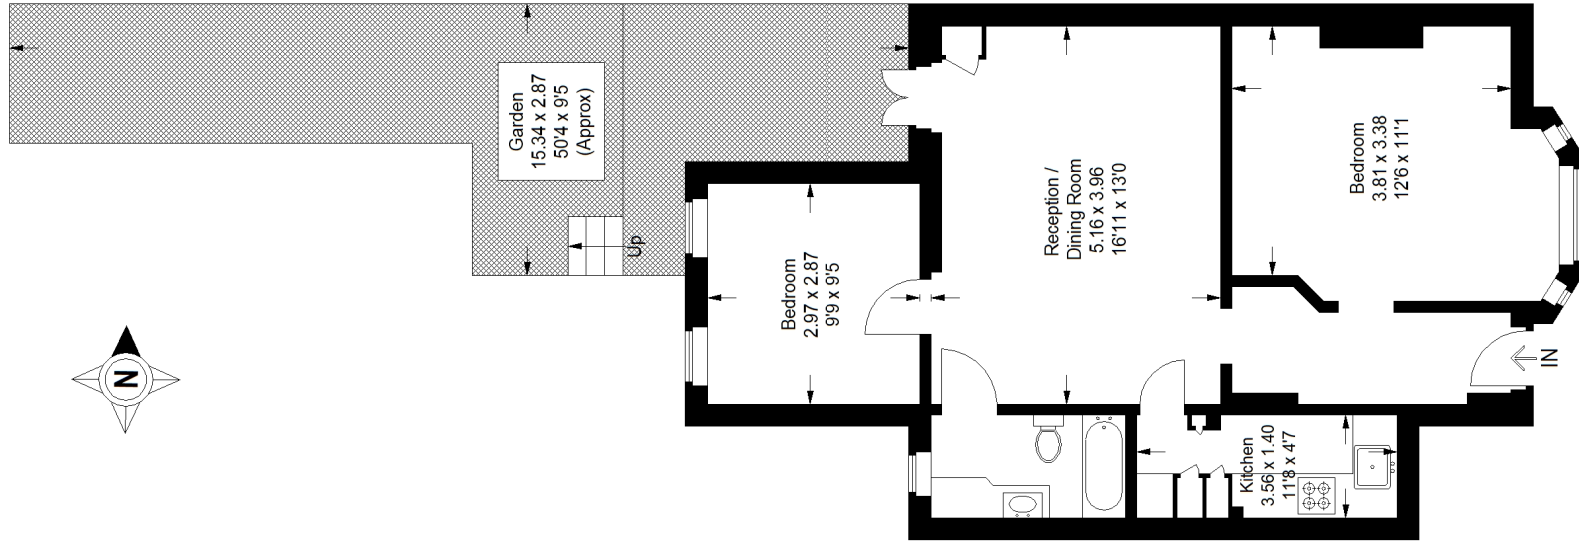 Garden
15.34 x 2.87
50'4 x 9'5
(Approx)
Up
Bedroom
2.97 x 2.87
9'9 x 9'5
Reception /
Dining Room
5.16 x 3.96
16'11 x 13'0
Bedroom
3.81 x 3.38
12'6 x 11'1
Kitchen
3.56 x 1.40
11'8 x 4'7
IN
N